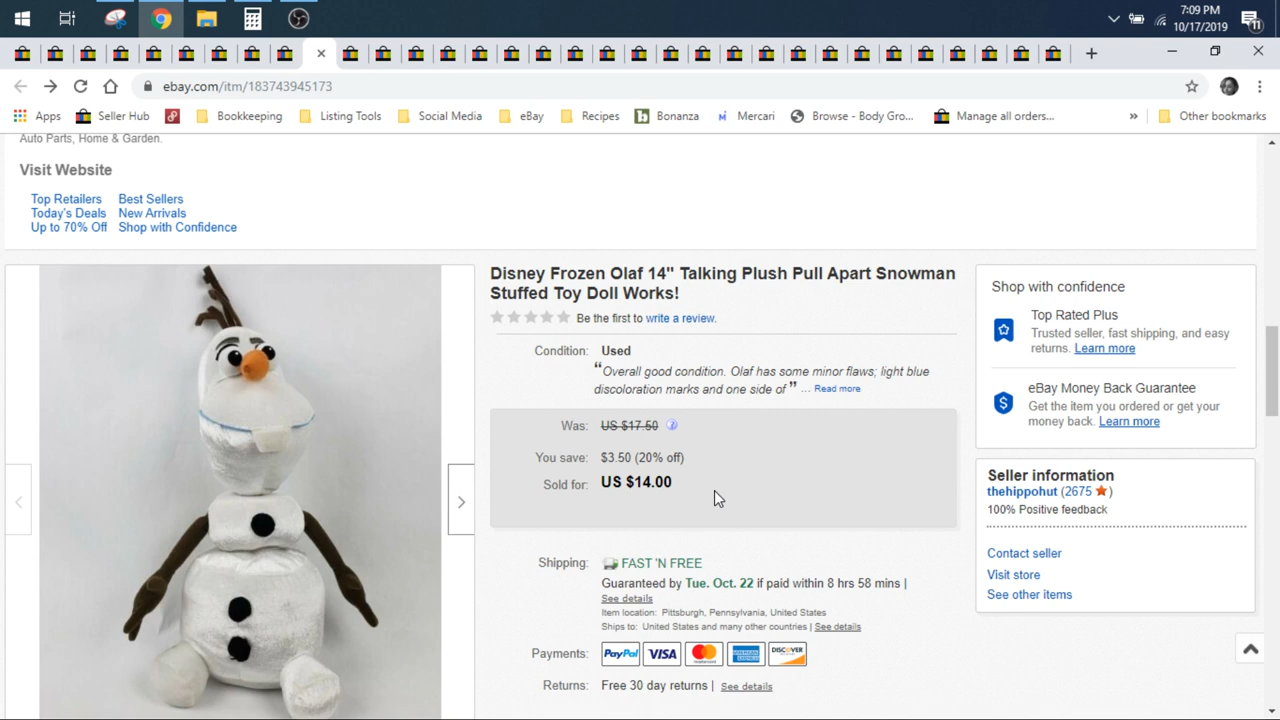 7:09 PM
10/17/2019
11
ebay.com/itm/183743945173
Apps
Seller Hub
Bookkeeping
Listing Tools
Social Media
eBay
Recipes
b
Bonanza
Mercari
Browse - Body Gro...
Manage all orders...
»
Other bookmarks
Auto Parts, Home & Garden.
Visit Website
Top Retailers Best Sellers
Today's Deals New Arrivals
Up to 70% Off Shop with Confidence
Disney Frozen Olaf 14" Talking Plush Pull Apart Snowman
Stuffed Toy Doll Works!
Be the first to write a review.
Condition: Used
“Overall good condition. Olaf has some minor flaws; light blue
discoloration marks and one side of ” ... Read more
Was: US $17.50
You save: $3.50 (20% off)
Sold for: US $14.00
Shipping: FAST 'N FREE
Guaranteed by Tue. Oct. 22 if paid within 8 hrs 58 mins |
See details
Item location: Pittsburgh, Pennsylvania, United States
Ships to: United States and many other countries | See details
Payments: PayPal VISA MasterCard AMERICAN EXPRESS DISCOVER
Returns: Free 30 day returns | See details
Shop with confidence
Top Rated Plus
Trusted seller, fast shipping, and easy
returns. Learn more
eBay Money Back Guarantee
Get the item you ordered or get your
money back. Learn more
Seller information
thehippohut (2675 )
100% Positive feedback
Contact seller
Visit store
See other items